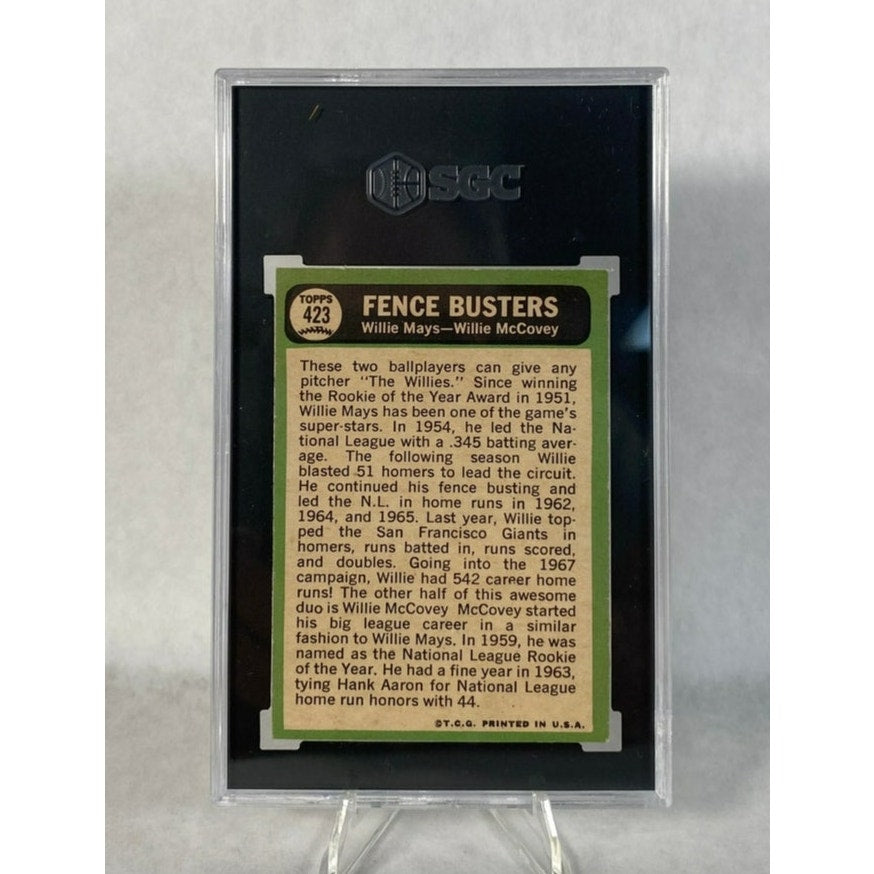 SGC
TOPPS
423
FENCE BUSTERS
Willie Mays—Willie McCovey
These two ballplayers can give any
pitcher "The Willies." Since winning
the Rookie of the Year Award in 1951,
Willie Mays has been one of the game's
super-stars. In 1954, he led the Na-
tional League with a .345 batting aver-
age. The following season Willie
blasted 51 homers to lead the circuit.
He continued his fence busting and
led the N.L. in home runs in 1962,
1964, and 1965. Last year, Willie top-
ped the San Francisco Giants in
homers, runs batted in, runs scored,
and doubles. Going into the 1967
campaign, Willie had 542 career home
runs! The other half of this awesome
duo is Willie McCovey McCovey started
his big league career in a similar
fashion to Willie Mays. In 1959, he was
named as the National League Rookie
of the Year. He had a fine year in 1963,
tying Hank Aaron for National League
home run honors with 44.
©T.C.G. PRINTED IN U.S.A.